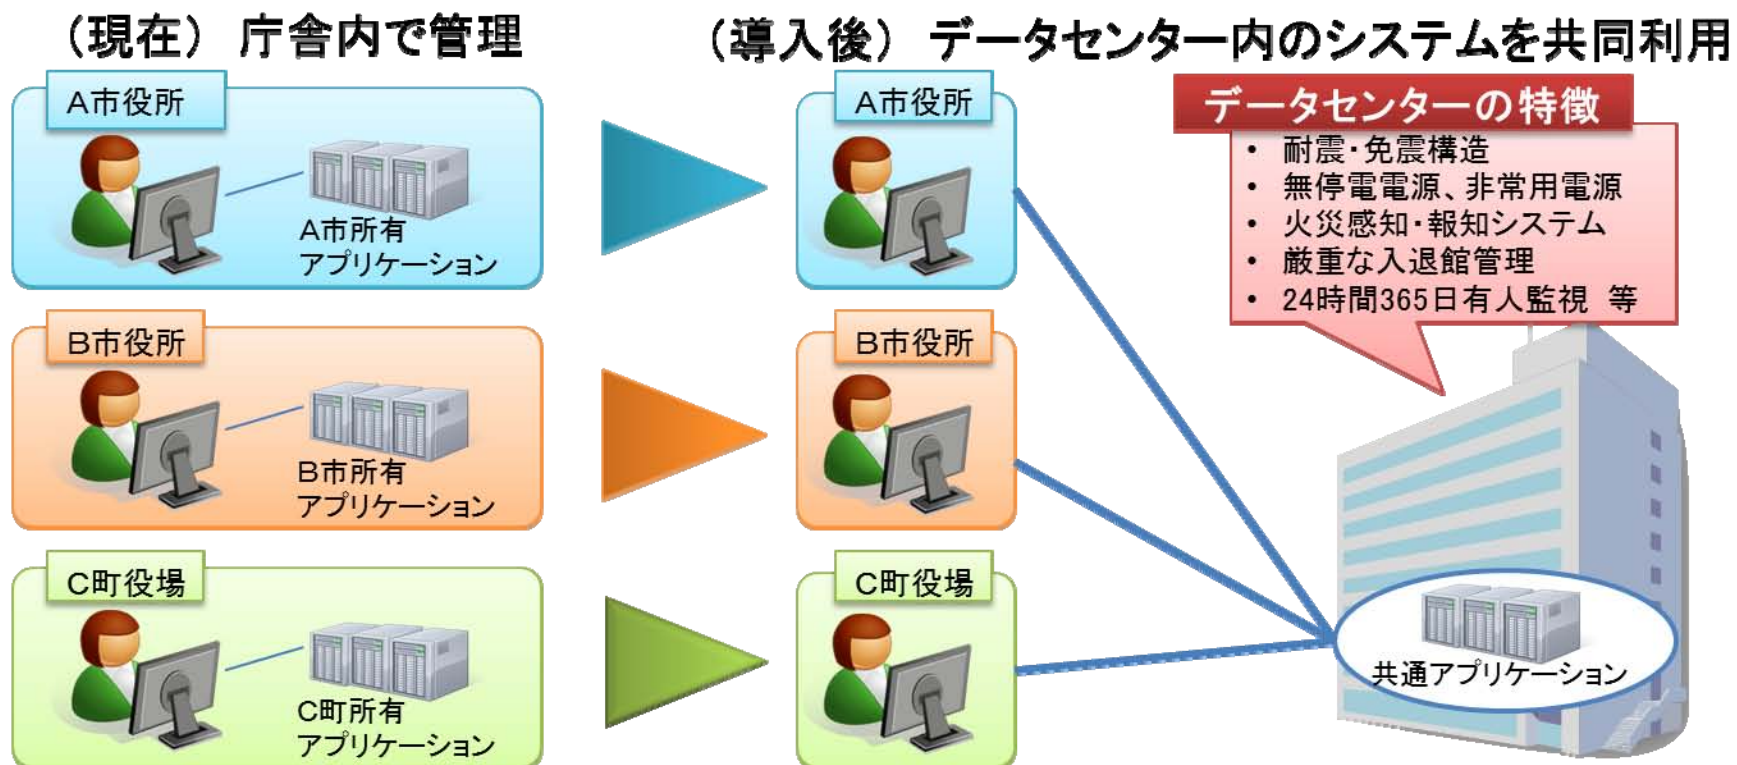 （現在） 庁舎内で管理
（導入後） データセンター内のシステムを共同利用
A市役所
A市所有
アプリケーション
B市役所
B市所有
アプリケーション
C町役場
C町所有
アプリケーション
A市役所
B市役所
C町役場
データセンターの特徴
• 耐震・免震構造
• 無停電電源、非常用電源
• 火災感知・報知システム
• 厳重な入退館管理
• 24時間365日有人監視 等
共通アプリケーション